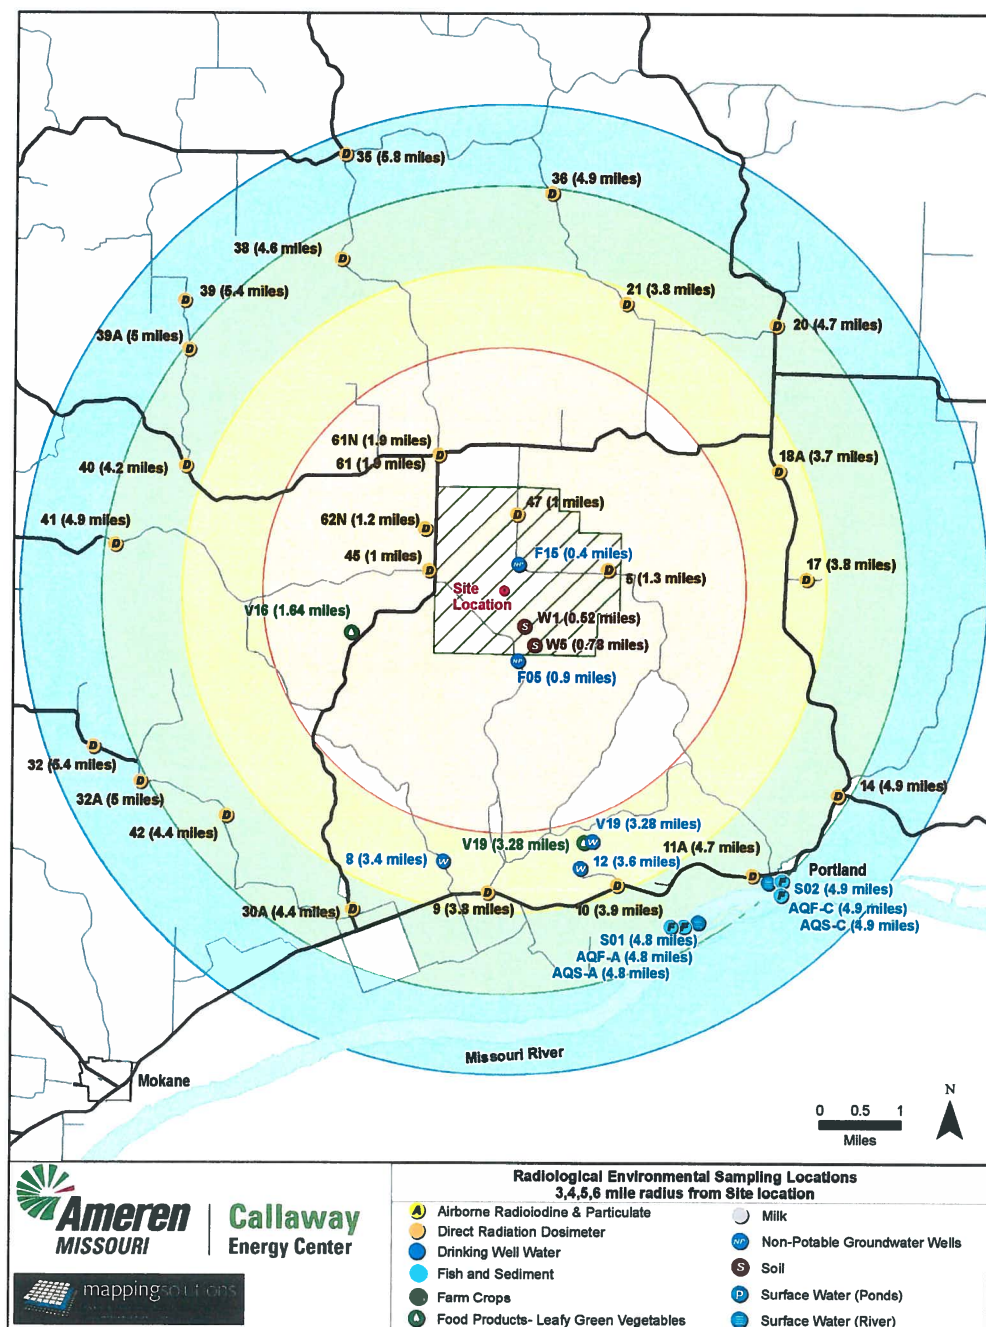 35 (5.8 miles)
36 (4.9 miles)
38 (4.6 miles)
39 (5.4 miles)
21 (3.8 miles)
39A (5 miles)
20 (4.7 miles)
61N (1.9 miles)
61 (1.9 miles)
40 (4.2 miles)
18A (3.7 miles)
47 (1 miles)
41 (4.9 miles)
62N (1.2 miles)
F15 (0.4 miles)
45 (1 miles)
17 (3.8 miles)
5 (1.3 miles)
Site
Location
V16 (1.64 miles)
W1 (0.52 miles)
W5 (0.78 miles)
F05 (0.9 miles)
32 (5.4 miles)
32A (5 miles)
14 (4.9 miles)
42 (4.4 miles)
V19 (3.28 miles)
V19 (3.28 miles)
11A (4.7 miles)
8 (3.4 miles)
12 (3.6 miles)
Portland
S02 (4.9 miles)
30A (4.4 miles)
9 (3.8 miles)
10 (3.9 miles)
AQF-C (4.9 miles)
AQS-C (4.9 miles)
S01 (4.8 miles)
AQF-A (4.8 miles)
AQS-A (4.8 miles)
Missouri River
Mokane
N
0 0.5 1
Miles
Ameren
MISSOURI
Callaway
Energy Center
mappingsolutions
Radiological Environmental Sampling Locations
3,4,5,6 mile radius from Site location
A Airborne Radioiodine & Particulate
Direct Radiation Dosimeter
Drinking Well Water
Fish and Sediment
Farm Crops
Food Products- Leafy Green Vegetables
Milk
NP Non-Potable Groundwater Wells
S Soil
P Surface Water (Ponds)
Surface Water (River)